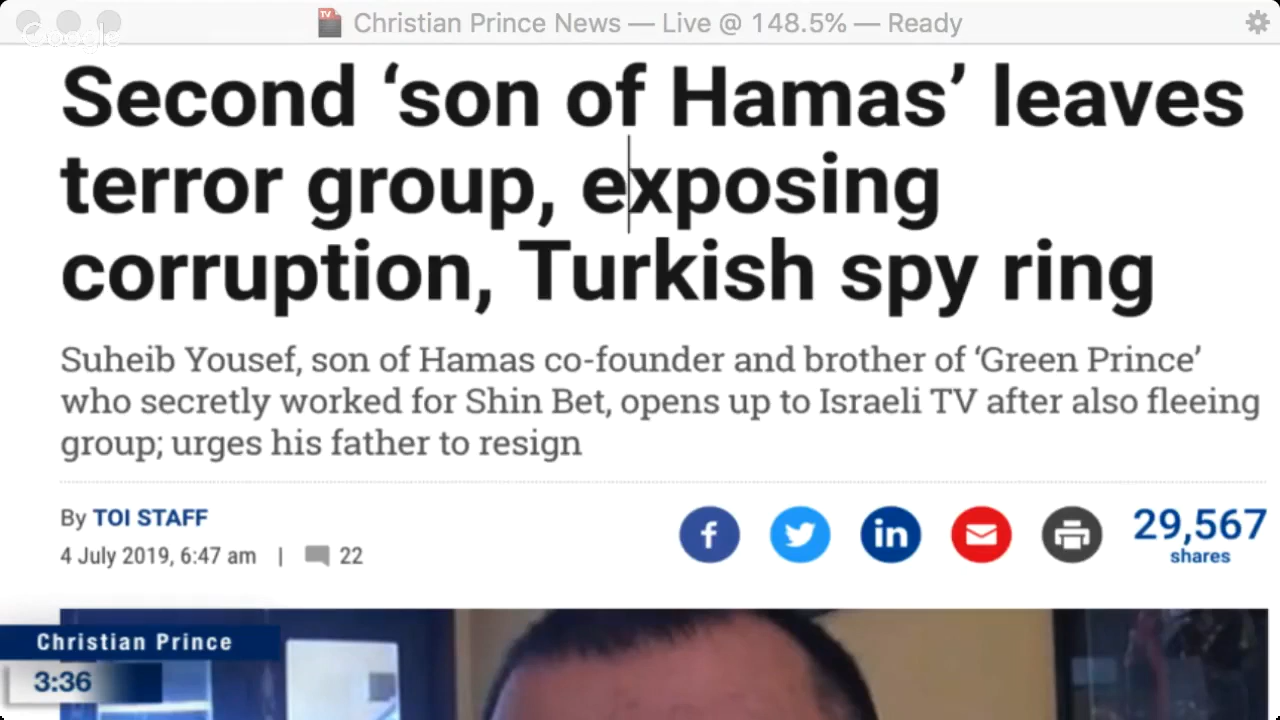 Christian Prince News — Live @ 148.5% — Ready
Google
Second ‘son of Hamas’ leaves
terror group, exposing
corruption, Turkish spy ring
Suheib Yousef, son of Hamas co-founder and brother of ‘Green Prince’
who secretly worked for Shin Bet, opens up to Israeli TV after also fleeing
group; urges his father to resign
By TOI STAFF
4 July 2019, 6:47 am | 22
29,567
shares
Christian Prince
3:36